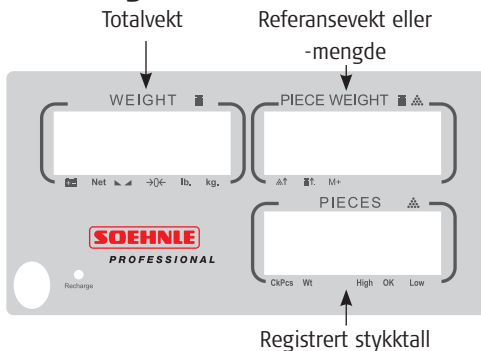 Totalvekt
Referansevekt eller
-mengde
WEIGHT
PIECE WEIGHT
Net →0← lb. kg.
M+
PIECES
SOEHNLE
PROFESSIONAL
Recharge
CkPcs Wt High OK Low
Registrert stykktall